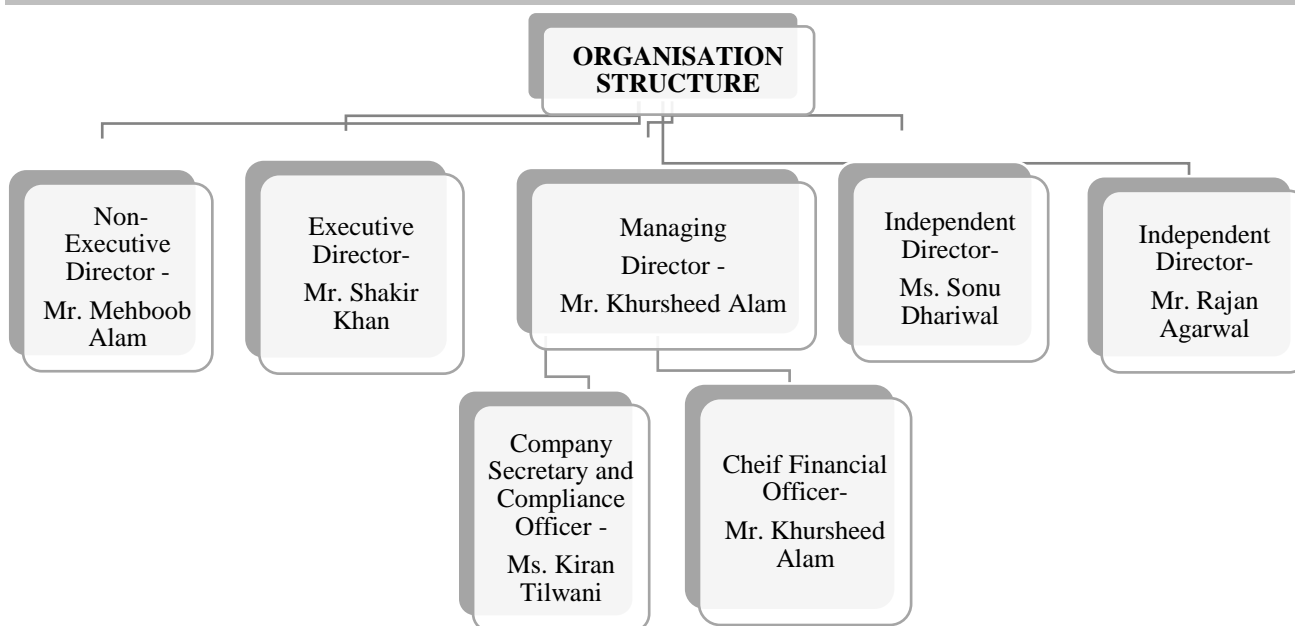 ORGANISATION
STRUCTURE
Non-
Executive
Director -
Mr. Mehboob
Alam
Executive
Director-
Mr. Shakir
Khan
Managing
Director -
Mr. Khursheed Alam
Independent
Director-
Ms. Sonu
Dhariwal
Independent
Director-
Mr. Rajan
Agarwal
Company
Secretary and
Compliance
Officer -
Ms. Kiran
Tilwani
Cheif Financial
Officer-
Mr. Khursheed
Alam